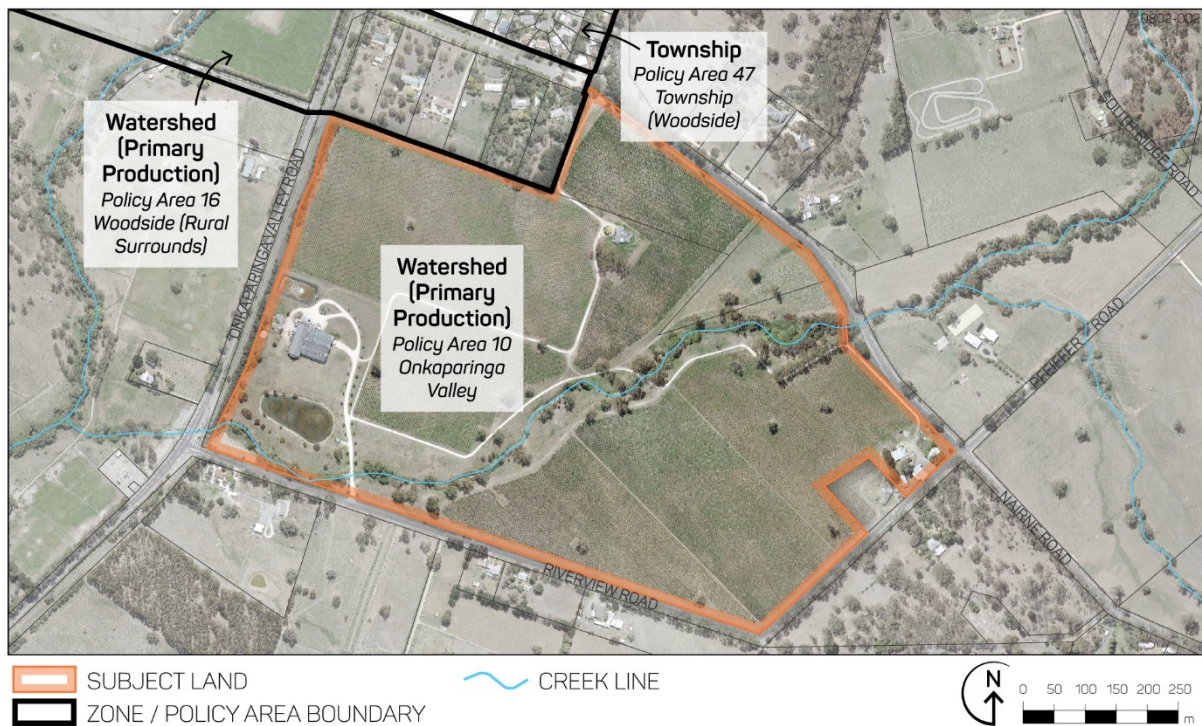 0802-002
Township
Policy Area 47
Township
(Woodside)
Watershed
(Primary
Production)
Policy Area 16
Woodside (Rural
Surrounds)
ONKAPARINGA VALLEY ROAD
SOUTH RIDGE ROAD
Watershed
(Primary
Production)
Policy Area 10
Onkaparinga
Valley
PFEIFFER ROAD
NAIRNE ROAD
RIVERVIEW ROAD
SUBJECT LAND
CREEK LINE
ZONE / POLICY AREA BOUNDARY
N
0 50 100 150 200 250
m